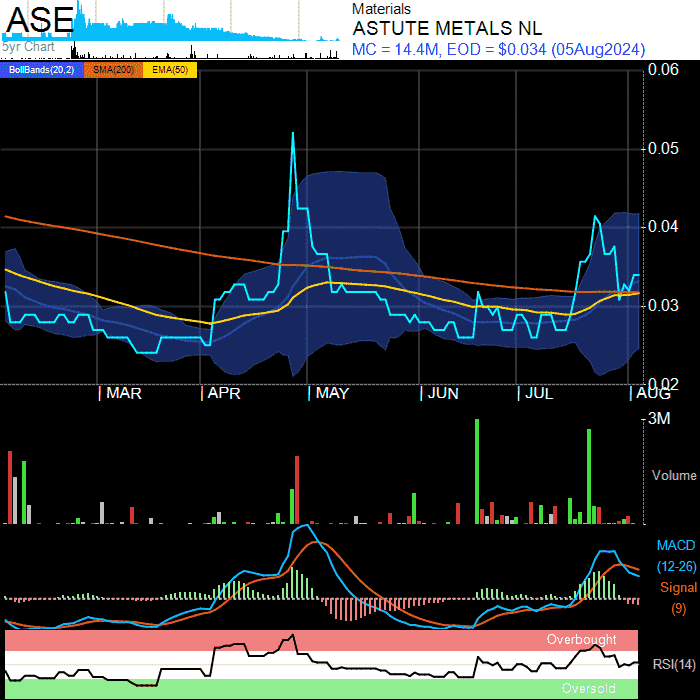 ASE
5yr Chart
Materials
ASTUTE METALS NL
MC = 14.4M, EOD = $0.034 (05Aug2024)
BollBands(20,2) SMA(200) EMA(50)
0.06
0.05
0.04
0.03
0.02
MAR APR MAY JUN JUL AUG
3M
Volume
MACD
(12-26)
Signal
(9)
Overbought
RSI(14)
Oversold